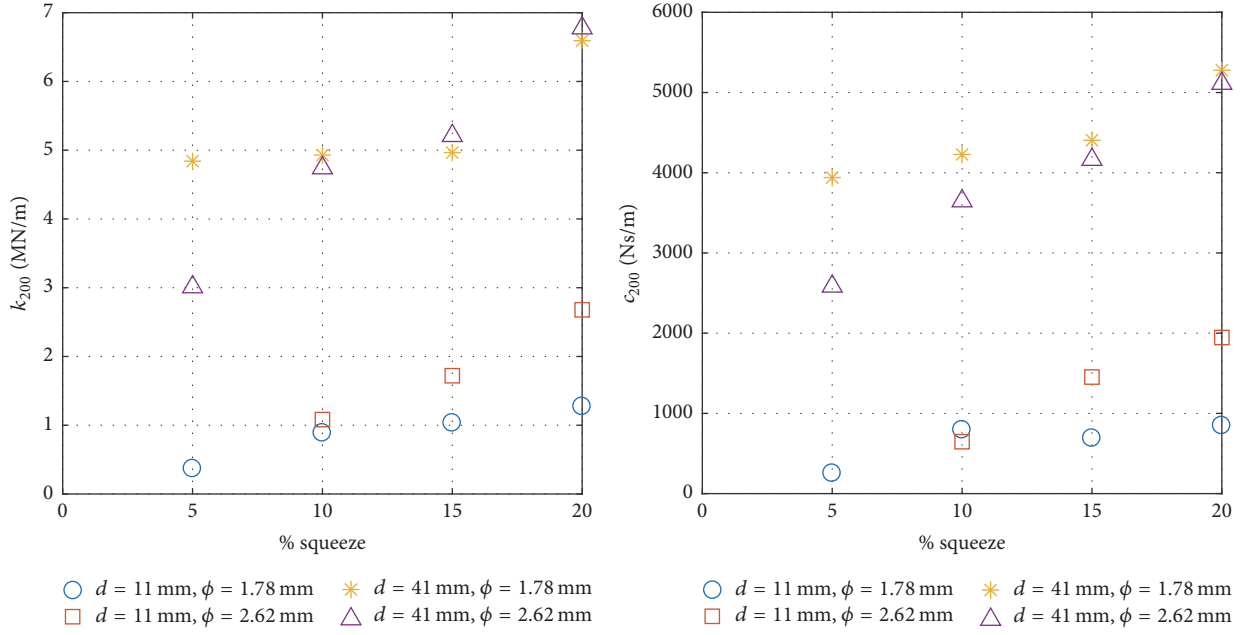 7
6
5
4
3
2
1
0
k₂₀₀ (MN/m)
0 5 10 15 20
% squeeze
d = 11 mm, ϕ = 1.78 mm
d = 11 mm, ϕ = 2.62 mm
d = 41 mm, ϕ = 1.78 mm
d = 41 mm, ϕ = 2.62 mm
6000
5000
4000
3000
2000
1000
0
c₂₀₀ (Ns/m)
0 5 10 15 20
% squeeze
d = 11 mm, ϕ = 1.78 mm
d = 11 mm, ϕ = 2.62 mm
d = 41 mm, ϕ = 1.78 mm
d = 41 mm, ϕ = 2.62 mm